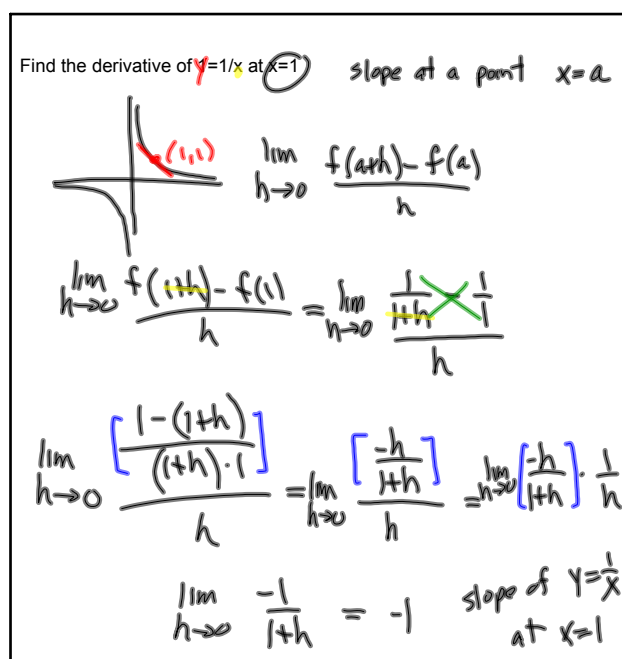 Find the derivative of y=1/x at x=1 slope at a point x=a
(1,1) lim h→0 f(a+h)-f(a) / h
lim h→0 f(1+h)-f(1) / h = lim h→0 1/1+h - 1/1 / h
lim h→0 [1-(1+h) / (1+h)·1] / h = lim h→0 [-h / 1+h] / h = lim h→0 [-h / 1+h] · 1/h
lim h→0 -1 / 1+h = -1 slope of y=1/x
at x=1